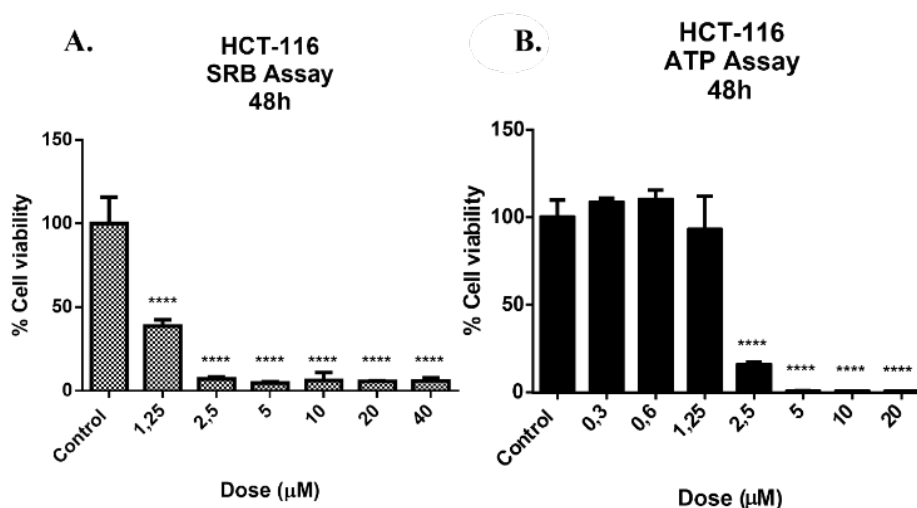 A.
HCT-116
SRB Assay
48h
% Cell viability
150
100
50
0
****
****
****
****
****
****
Control
1,25
2,5
5
10
20
40
Dose (µM)
B.
HCT-116
ATP Assay
48h
% Cell viability
150
100
50
0
****
****
****
****
Control
0,3
0,6
1,25
2,5
5
10
20
Dose (µM)